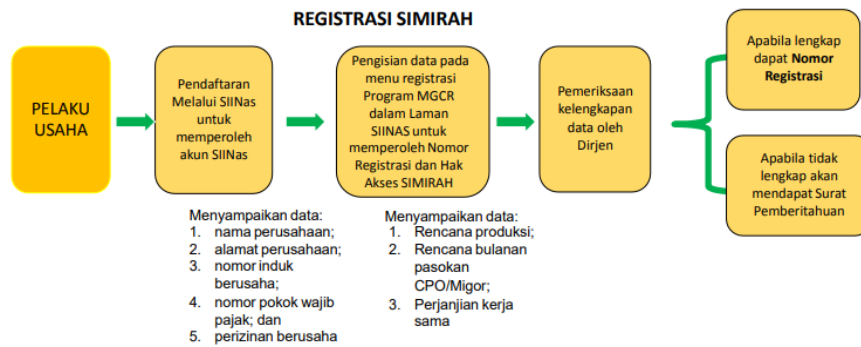 REGISTRASI SIMIRAH
PELAKU
USAHA
Pendaftaran
Melalui SIINas
untuk
memperoleh
akun SIINas
Pengisian data pada
menu registrasi
Program MGCR
dalam Laman
SIINAS untuk
memperoleh Nomor
Registrasi dan Hak
Akses SIMIRAH
Pemeriksaan
kelengkapan
data oleh
Dirjen
Apabila lengkap
dapat Nomor
Registrasi
Apabila tidak
lengkap akan
mendapat Surat
Pemberitahuan
Menyampaikan data:
1. nama perusahaan;
2. alamat perusahaan;
3. nomor induk
berusaha;
4. nomor pokok wajib
pajak; dan
5. perizinan berusaha
Menyampaikan data:
1. Rencana produksi;
2. Rencana bulanan
pasokan
CPO/Migor;
3. Perjanjian kerja
sama